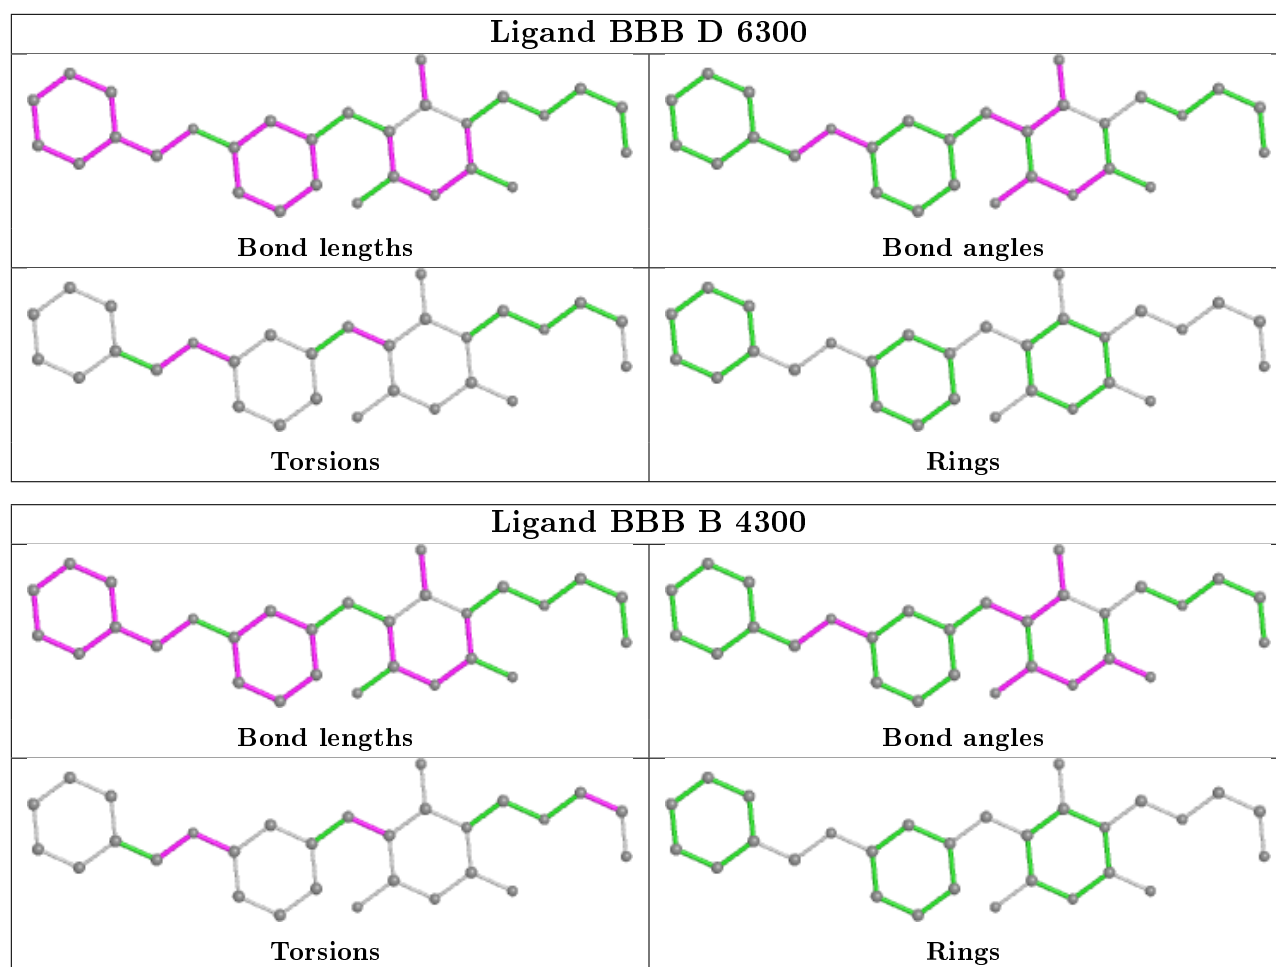 Ligand BBB D 6300
Bond lengths
Bond angles
Torsions
Rings
Ligand BBB B 4300
Bond lengths
Bond angles
Torsions
Rings